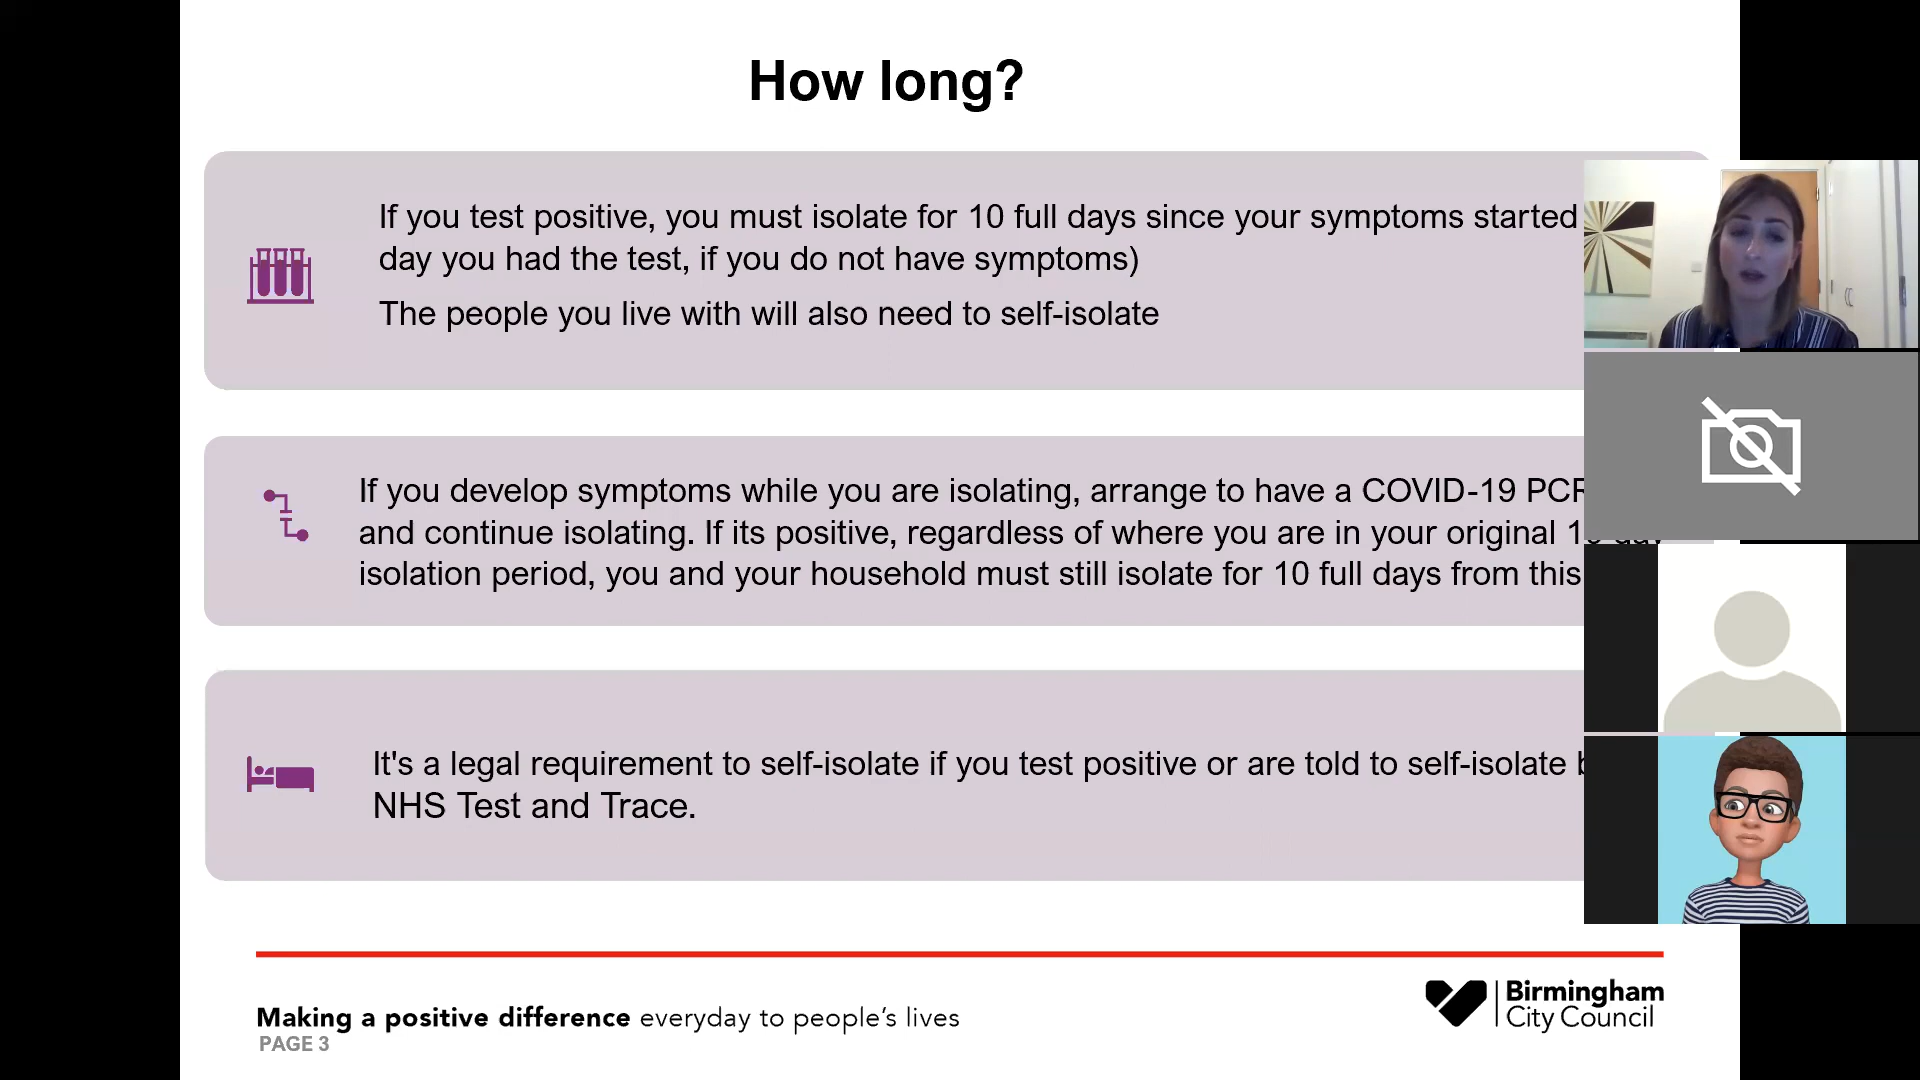 How long?
If you test positive, you must isolate for 10 full days since your symptoms started
day you had the test, if you do not have symptoms)
The people you live with will also need to self-isolate
If you develop symptoms while you are isolating, arrange to have a COVID-19 PCR
and continue isolating. If its positive, regardless of where you are in your original
isolation period, you and your household must still isolate for 10 full days from this
It's a legal requirement to self-isolate if you test positive or are told to self-isolate
NHS Test and Trace.
Making a positive difference everyday to people's lives
PAGE 3
Birmingham
City Council